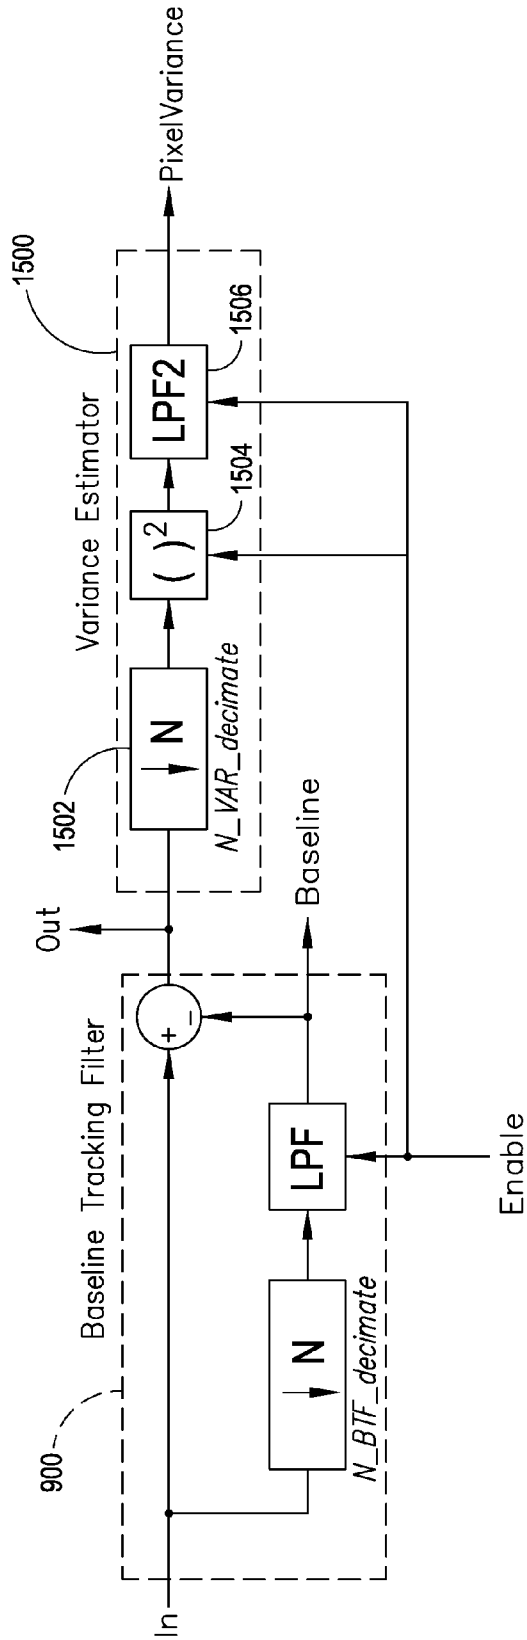 1500
Variance Estimator
1502
↓ N
N_VAR_decimate
( )²
1504
LPF2
1506
PixelVariance
Out
900
Baseline Tracking Filter
In
+
−
↓ N
N_BTF_decimate
LPF
Baseline
Enable